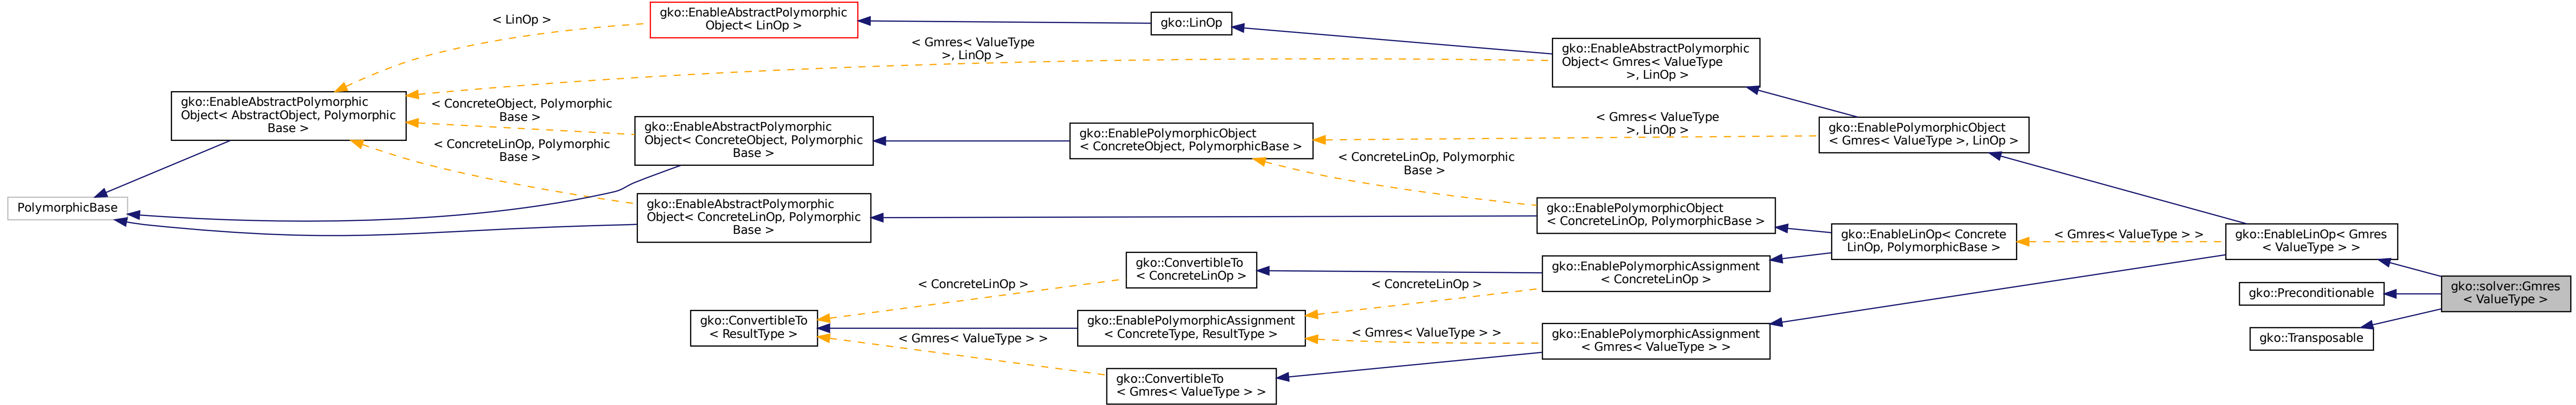 gko::EnableAbstractPolymorphic
Object< LinOp >
< LinOp >
gko::LinOp
< Gmres< ValueType
>, LinOp >
gko::EnableAbstractPolymorphic
Object< Gmres< ValueType
>, LinOp >
gko::EnableAbstractPolymorphic
Object< AbstractObject, Polymorphic
Base >
< ConcreteObject, Polymorphic
Base >
< ConcreteLinOp, Polymorphic
Base >
gko::EnableAbstractPolymorphic
Object< ConcreteObject, Polymorphic
Base >
gko::EnablePolymorphicObject
< ConcreteObject, PolymorphicBase >
< Gmres< ValueType
>, LinOp >
gko::EnablePolymorphicObject
< Gmres< ValueType >, LinOp >
< ConcreteLinOp, Polymorphic
Base >
PolymorphicBase
gko::EnableAbstractPolymorphic
Object< ConcreteLinOp, Polymorphic
Base >
gko::EnablePolymorphicObject
< ConcreteLinOp, PolymorphicBase >
gko::EnableLinOp< Concrete
LinOp, PolymorphicBase >
< Gmres< ValueType > >
gko::EnableLinOp< Gmres
< ValueType > >
gko::ConvertibleTo
< ConcreteLinOp >
gko::EnablePolymorphicAssignment
< ConcreteLinOp >
< ConcreteLinOp >
< ConcreteLinOp >
gko::Preconditionable
gko::solver::Gmres
< ValueType >
gko::ConvertibleTo
< ResultType >
gko::EnablePolymorphicAssignment
< ConcreteType, ResultType >
< Gmres< ValueType > >
< Gmres< ValueType > >
gko::EnablePolymorphicAssignment
< Gmres< ValueType > >
gko::Transposable
gko::ConvertibleTo
< Gmres< ValueType > >